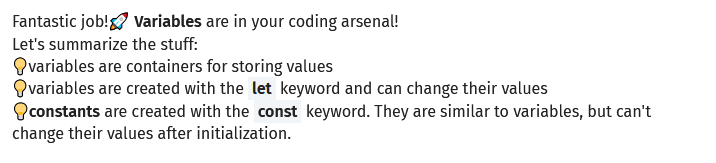 Fantastic job!🚀 Variables are in your coding arsenal!
Let's summarize the stuff:
💡variables are containers for storing values
💡variables are created with the let keyword and can change their values
💡constants are created with the const keyword. They are similar to variables, but can't
change their values after initialization.